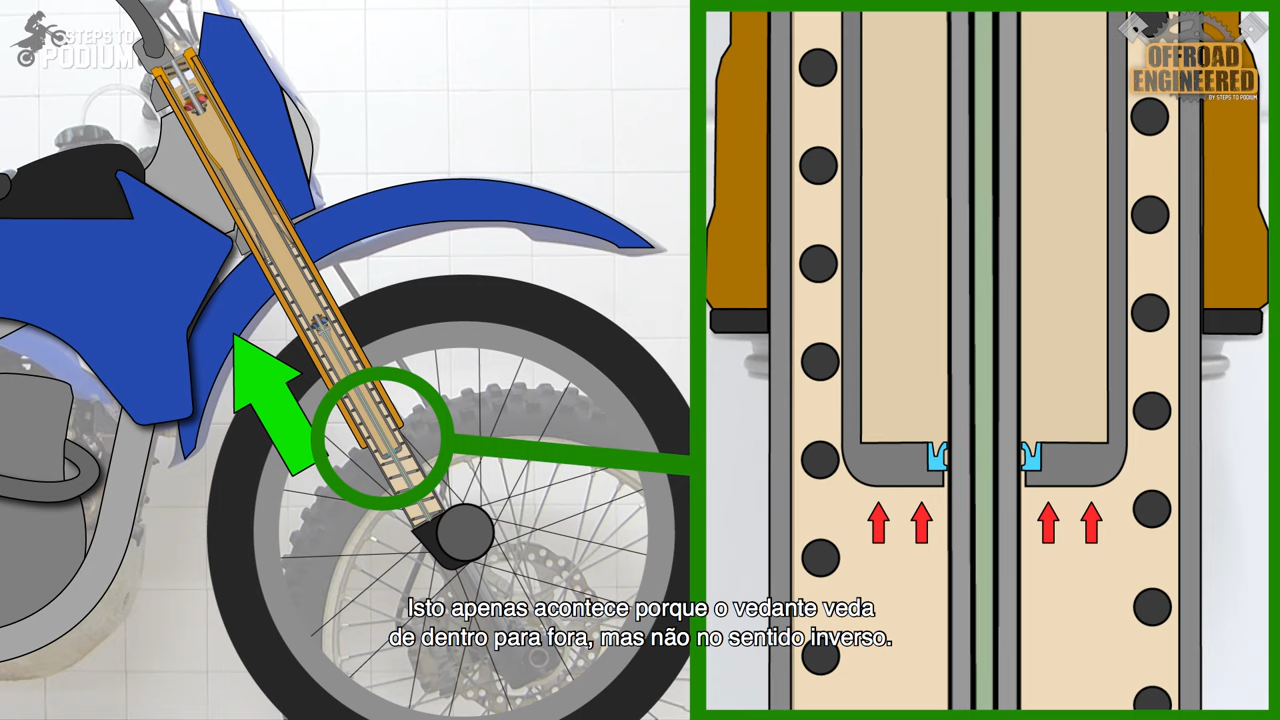 STEPS TO
PODIUM
OFFROAD
ENGINEERED
BY STEPS TO PODIUM
Isto apenas acontece porque o vedante veda
de dentro para fora, mas não no sentido inverso.